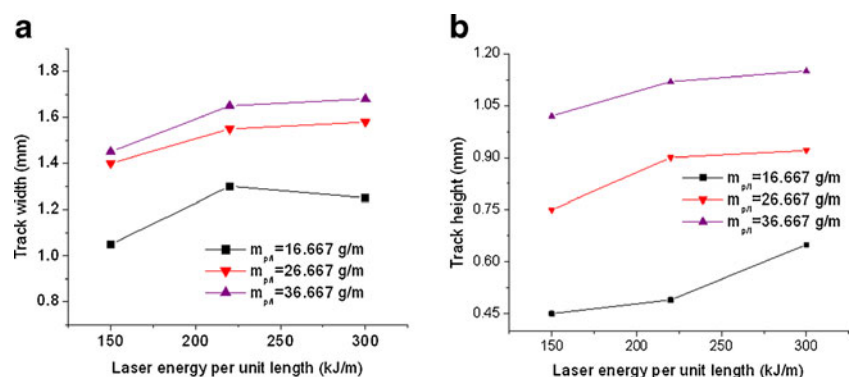 a
Track width (mm)
1.8
1.6
1.4
1.2
1.0
0.8
m_p/l=16.667 g/m
m_p/l=26.667 g/m
m_p/l=36.667 g/m
150 200 250 300
Laser energy per unit length (kJ/m)
b
Track height (mm)
1.20
1.05
0.90
0.75
0.60
0.45
m_p/l=16.667 g/m
m_p/l=26.667 g/m
m_p/l=36.667 g/m
150 200 250 300
Laser energy per unit length (kJ/m)